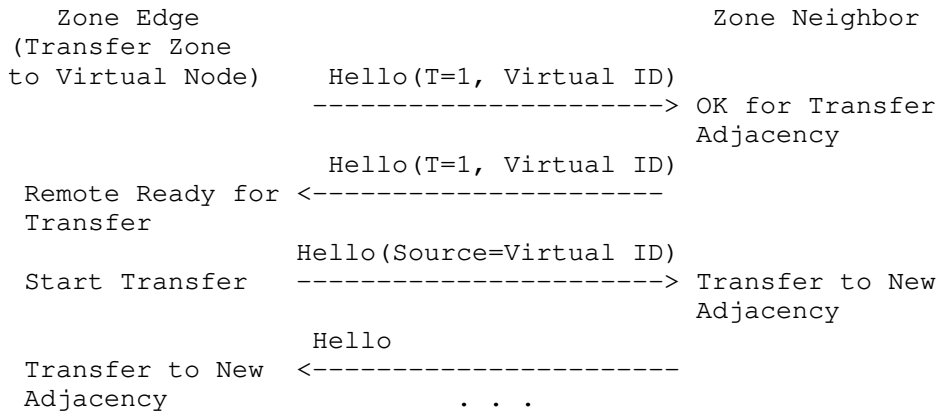 Zone Edge Zone Neighbor
(Transfer Zone
to Virtual Node) Hello(T=1, Virtual ID)
----------------------> OK for Transfer
Adjacency
Hello(T=1, Virtual ID)
Remote Ready for <----------------------
Transfer
Hello(Source=Virtual ID)
Start Transfer -----------------------> Transfer to New
Adjacency
Hello
Transfer to New <-----------------------
Adjacency . . .